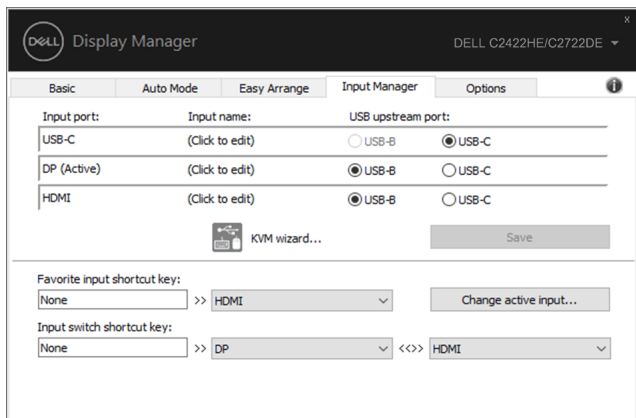 x
DELL Display Manager DELL C2422HE/C2722DE
Basic Auto Mode Easy Arrange Input Manager Options i
Input port: Input name: USB upstream port:
USB-C (Click to edit) USB-B USB-C
DP (Active) (Click to edit) USB-B USB-C
HDMI (Click to edit) USB-B USB-C
KVM wizard... Save
Favorite input shortcut key:
None >> HDMI Change active input...
Input switch shortcut key:
None >> DP <<>> HDMI